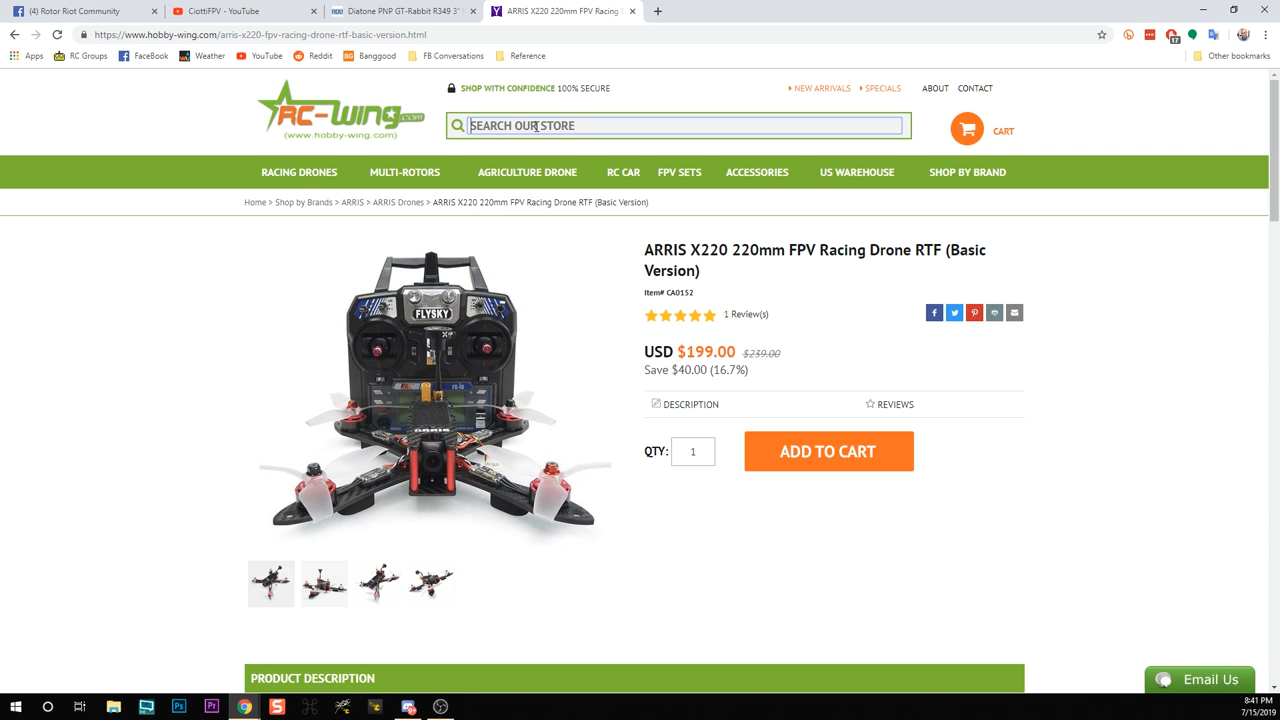 (4) Rotor Riot Community
CiottiFPV - YouTube
Diatone PNP GT-Rabbit R349 3"
ARRIS X220 220mm FPV Racing
https://www.hobby-wing.com/arris-x220-fpv-racing-drone-rtf-basic-version.html
17
Apps
RC Groups
FaceBook
Weather
YouTube
Reddit
Banggood
FB Conversations
Reference
Other bookmarks
RC-Wing.com
(www.hobby-wing.com)
SHOP WITH CONFIDENCE 100% SECURE
NEW ARRIVALS
SPECIALS
ABOUT
CONTACT
SEARCH OUR STORE
CART
RACING DRONES
MULTI-ROTORS
AGRICULTURE DRONE
RC CAR
FPV SETS
ACCESSORIES
US WAREHOUSE
SHOP BY BRAND
Home > Shop by Brands > ARRIS > ARRIS Drones > ARRIS X220 220mm FPV Racing Drone RTF (Basic Version)
ARRIS X220 220mm FPV Racing Drone RTF (Basic
Version)
Item# CA0152
1 Review(s)
USD $199.00 $239.00
Save $40.00 (16.7%)
DESCRIPTION
REVIEWS
QTY: 1
ADD TO CART
FLYSKY
FS-i6
ARRIS
PRODUCT DESCRIPTION
Email Us
Ps
Pr
S
8:41 PM
7/15/2019